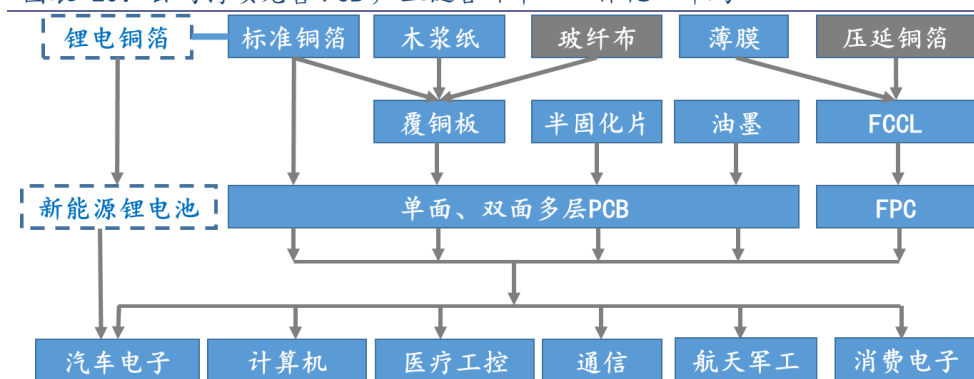 锂电铜箔 标准铜箔 木浆纸 玻纤布 薄膜 压延铜箔
覆铜板 半固化片 油墨 FCCL
新能源锂电池 单面、双面多层PCB FPC
汽车电子 计算机 医疗工控 通信 航天军工 消费电子